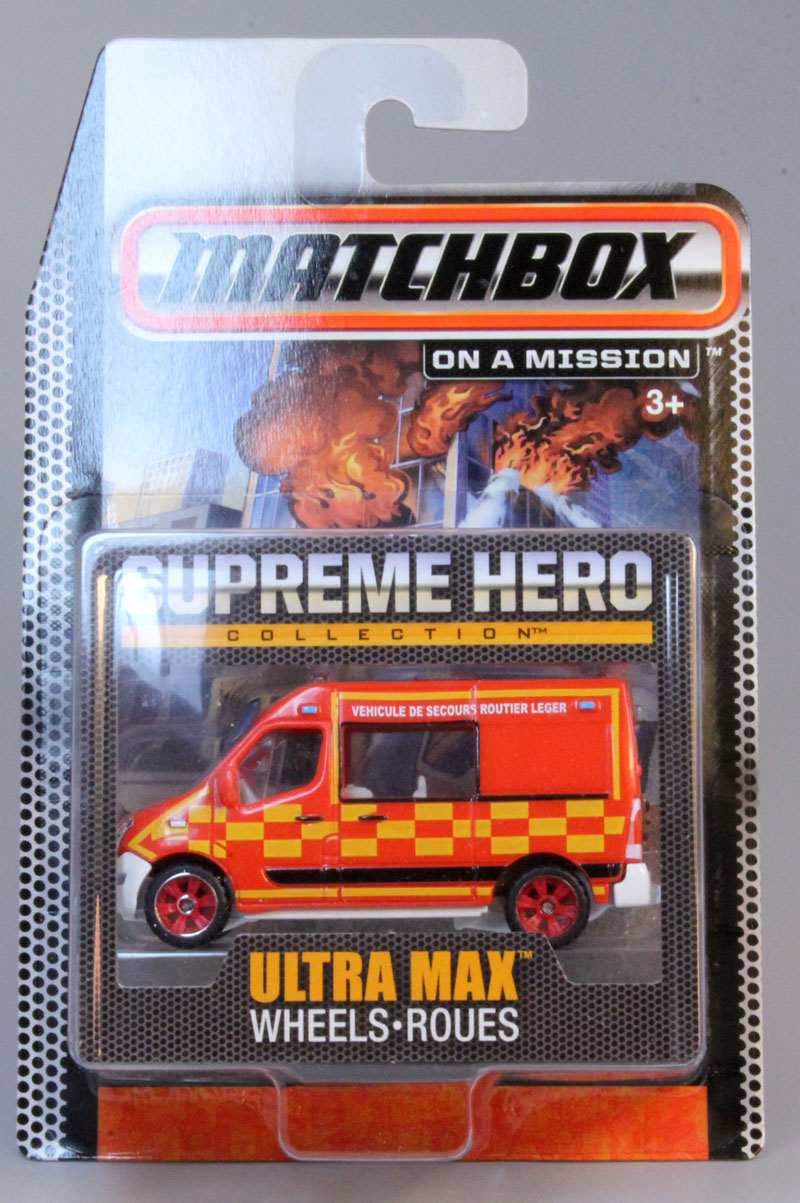 MATCHBOX
ON A MISSION™
3+
SUPREME HERO
COLLECTION™
VEHICULE DE SECOURS ROUTIER LEGER
ULTRA MAX™
WHEELS•ROUES